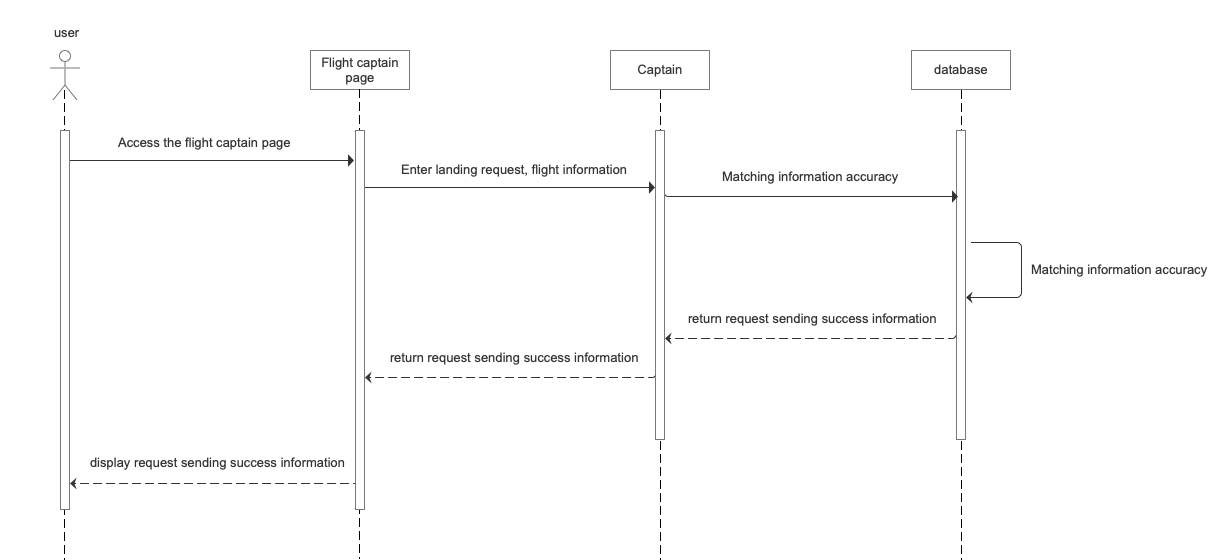 user
Flight captain
page
Captain
database
Access the flight captain page
Enter landing request, flight information
Matching information accuracy
Matching information accuracy
return request sending success information
return request sending success information
display request sending success information